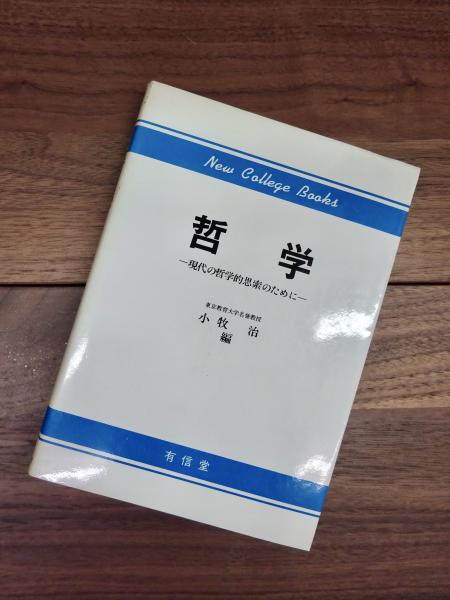 New College Books
哲学
―現代の哲学的思索のために―
東京教育大学名誉教授
小牧 治
編
有信堂